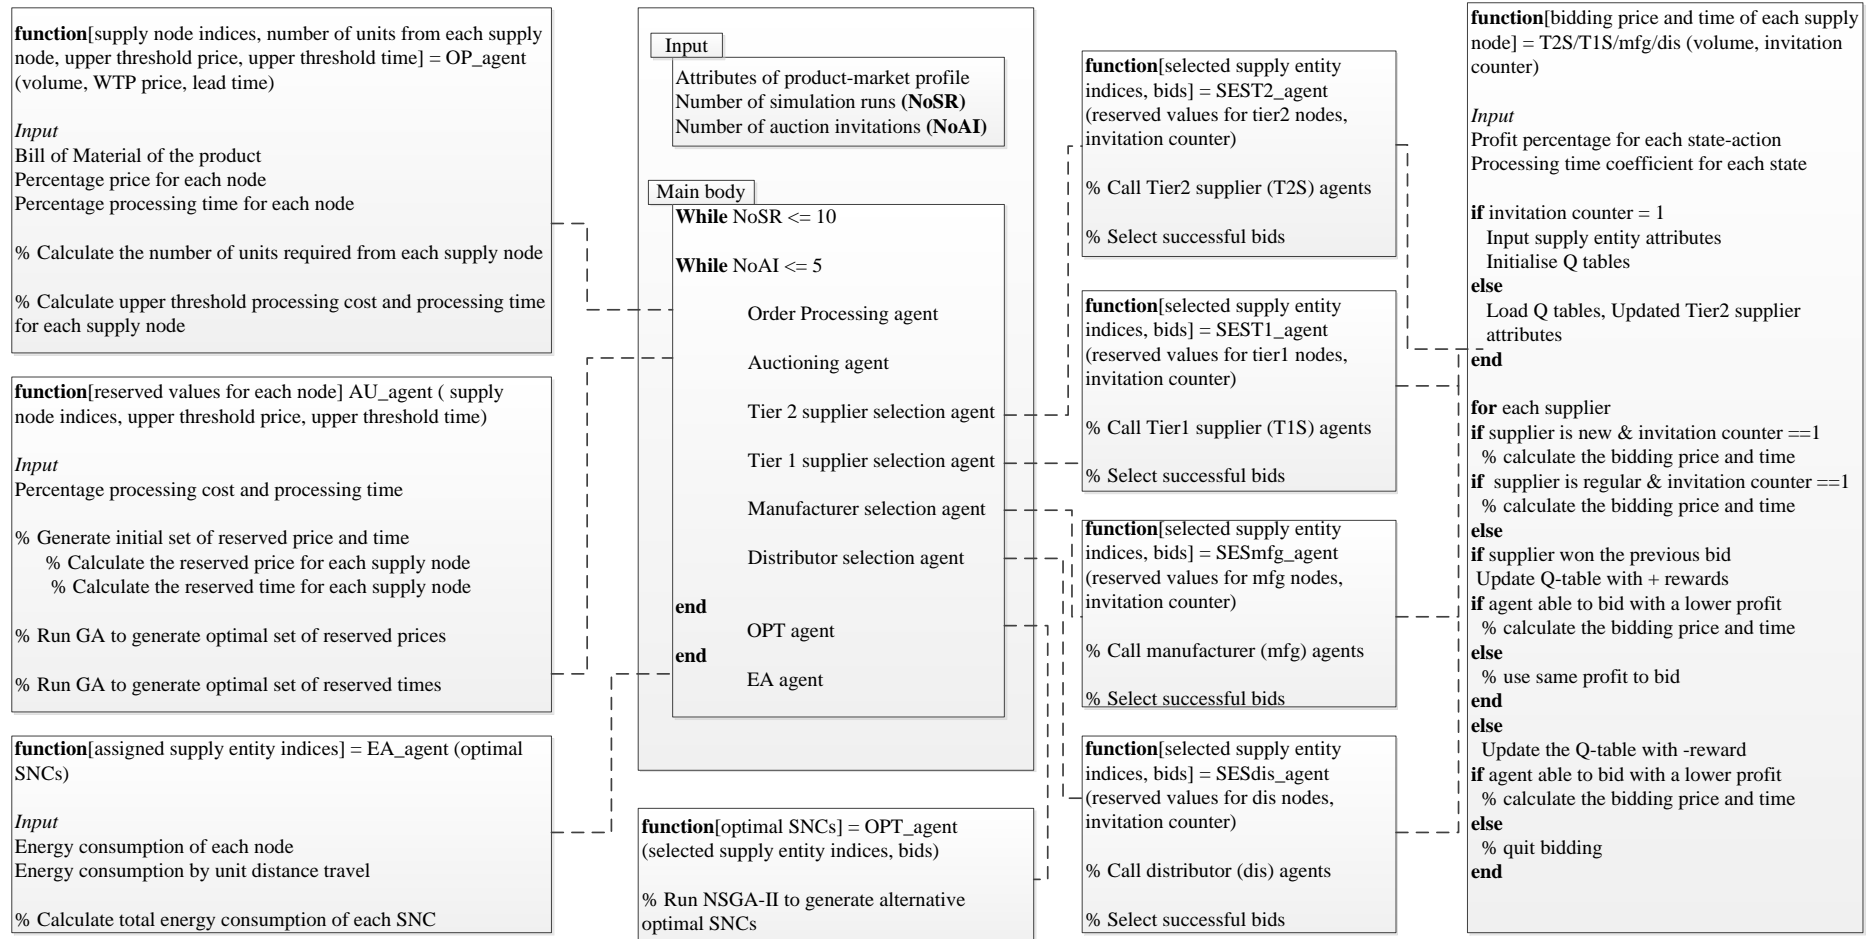 function[supply node indices, number of units from each supply
node, upper threshold price, upper threshold time] = OP_agent
(volume, WTP price, lead time)
Input
Bill of Material of the product
Percentage price for each node
Percentage processing time for each node
% Calculate the number of units required from each supply node
% Calculate upper threshold processing cost and processing time
for each supply node
function[reserved values for each node] AU_agent ( supply
node indices, upper threshold price, upper threshold time)
Input
Percentage processing cost and processing time
% Generate initial set of reserved price and time
% Calculate the reserved price for each supply node
% Calculate the reserved time for each supply node
% Run GA to generate optimal set of reserved prices
% Run GA to generate optimal set of reserved times
function[assigned supply entity indices] = EA_agent (optimal
SNCs)
Input
Energy consumption of each node
Energy consumption by unit distance travel
% Calculate total energy consumption of each SNC
Input
Attributes of product-market profile
Number of simulation runs (NoSR)
Number of auction invitations (NoAI)
Main body
While NoSR <= 10
While NoAI <= 5
Order Processing agent
Auctioning agent
Tier 2 supplier selection agent
Tier 1 supplier selection agent
Manufacturer selection agent
Distributor selection agent
end
OPT agent
end
EA agent
function[optimal SNCs] = OPT_agent
(selected supply entity indices, bids)
% Run NSGA-II to generate alternative
optimal SNCs
function[selected supply entity
indices, bids] = SEST2_agent
(reserved values for tier2 nodes,
invitation counter)
% Call Tier2 supplier (T2S) agents
% Select successful bids
function[selected supply entity
indices, bids] = SEST1_agent
(reserved values for tier1 nodes,
invitation counter)
% Call Tier1 supplier (T1S) agents
% Select successful bids
function[selected supply entity
indices, bids] = SESmfg_agent
(reserved values for mfg nodes,
invitation counter)
% Call manufacturer (mfg) agents
% Select successful bids
function[selected supply entity
indices, bids] = SESdis_agent
(reserved values for dis nodes,
invitation counter)
% Call distributor (dis) agents
% Select successful bids
function[bidding price and time of each supply
node] = T2S/T1S/mfg/dis (volume, invitation
counter)
Input
Profit percentage for each state-action
Processing time coefficient for each state
if invitation counter = 1
Input supply entity attributes
Initialise Q tables
else
Load Q tables, Updated Tier2 supplier
attributes
end
for each supplier
if supplier is new & invitation counter ==1
% calculate the bidding price and time
if supplier is regular & invitation counter ==1
% calculate the bidding price and time
else
if supplier won the previous bid
Update Q-table with + rewards
if agent able to bid with a lower profit
% calculate the bidding price and time
else
% use same profit to bid
end
else
Update the Q-table with -reward
if agent able to bid with a lower profit
% calculate the bidding price and time
else
% quit bidding
end